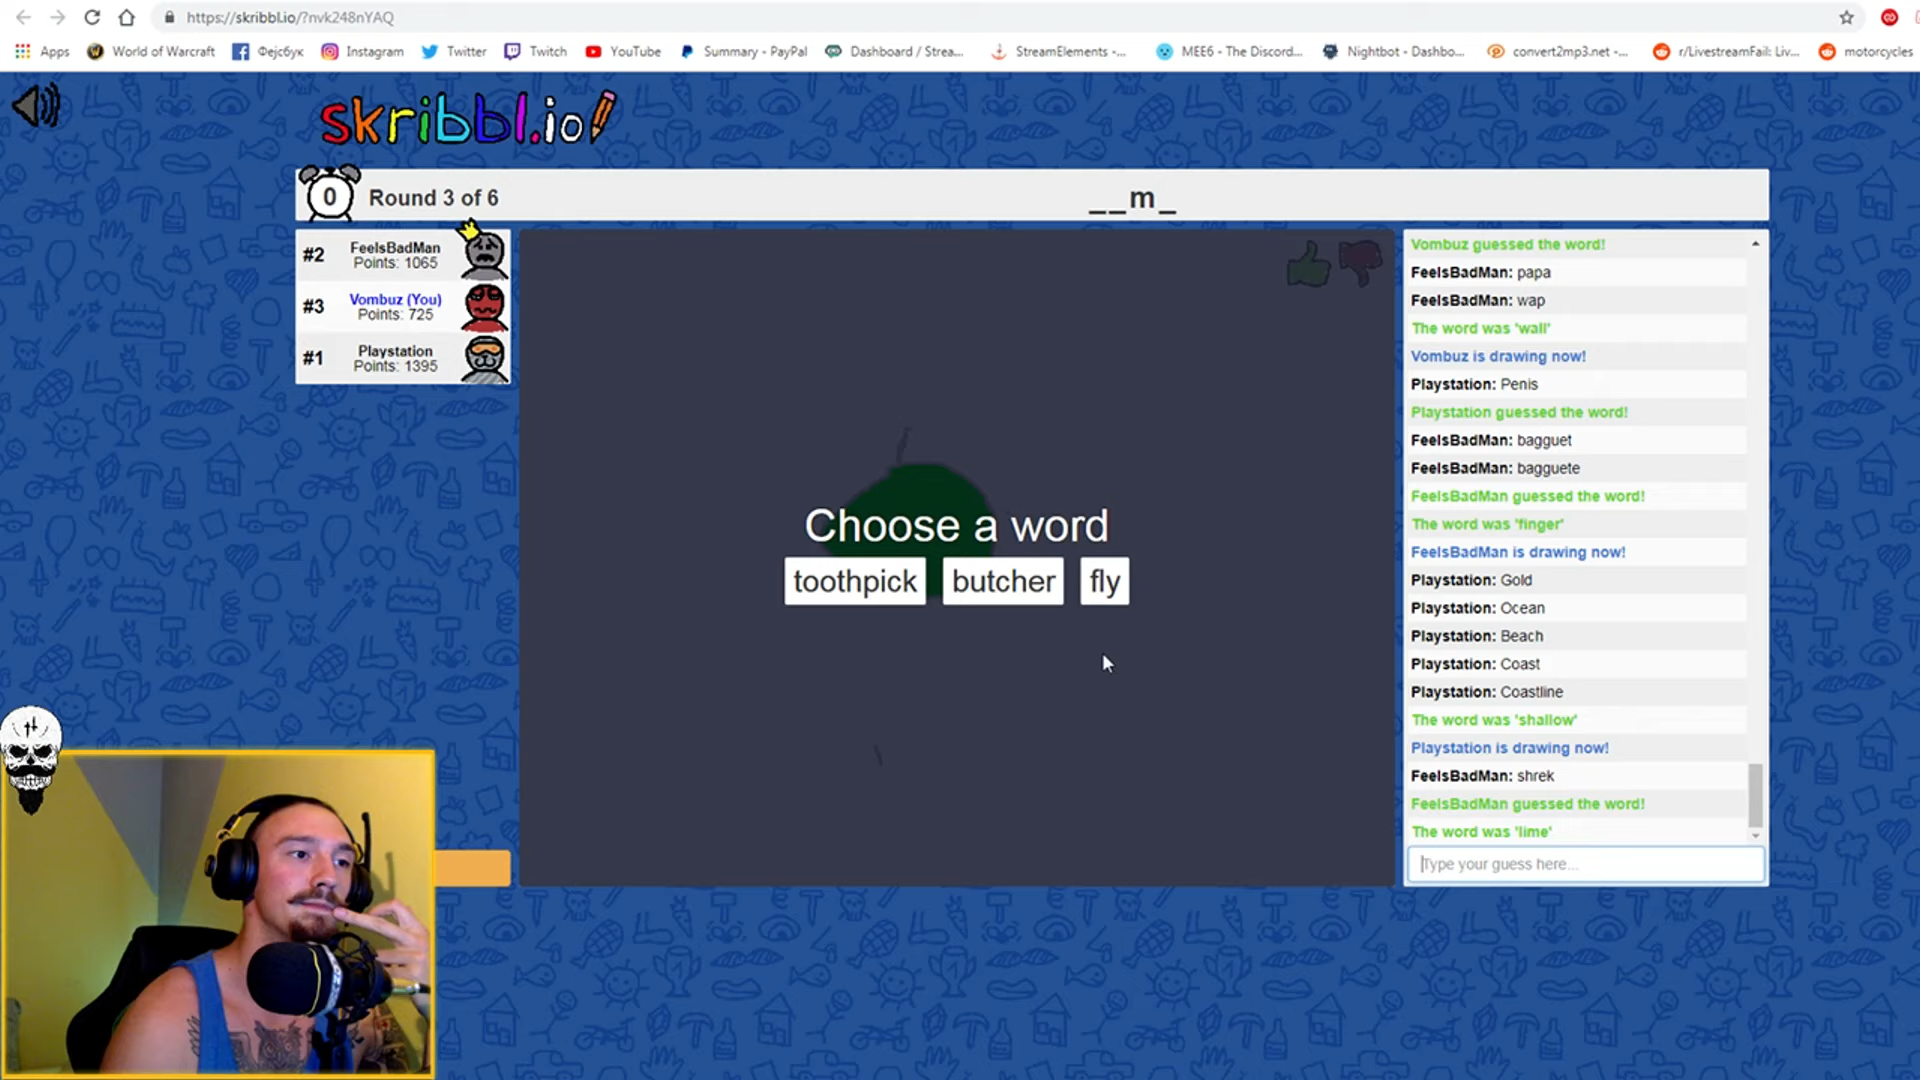 https://skribbl.io/?nvk248nYAQ
Apps World of Warcraft Фејсбук Instagram Twitter Twitch YouTube Summary - PayPal Dashboard / Strea... StreamElements -... MEE6 - The Discord... Nightbot - Dashbo... convert2mp3.net -... r/LivestreamFail: Liv... motorcycles
skribbl.io
0 Round 3 of 6 __m_
#2 FeelsBadMan
Points: 1065
#3 Vombuz (You)
Points: 725
#1 Playstation
Points: 1395
Choose a word
toothpick butcher fly
Vombuz guessed the word!
FeelsBadMan: papa
FeelsBadMan: wap
The word was 'wall'
Vombuz is drawing now!
Playstation: Penis
Playstation guessed the word!
FeelsBadMan: bagguet
FeelsBadMan: bagguete
FeelsBadMan guessed the word!
The word was 'finger'
FeelsBadMan is drawing now!
Playstation: Gold
Playstation: Ocean
Playstation: Beach
Playstation: Coast
Playstation: Coastline
The word was 'shallow'
Playstation is drawing now!
FeelsBadMan: shrek
FeelsBadMan guessed the word!
The word was 'lime'
Type your guess here...